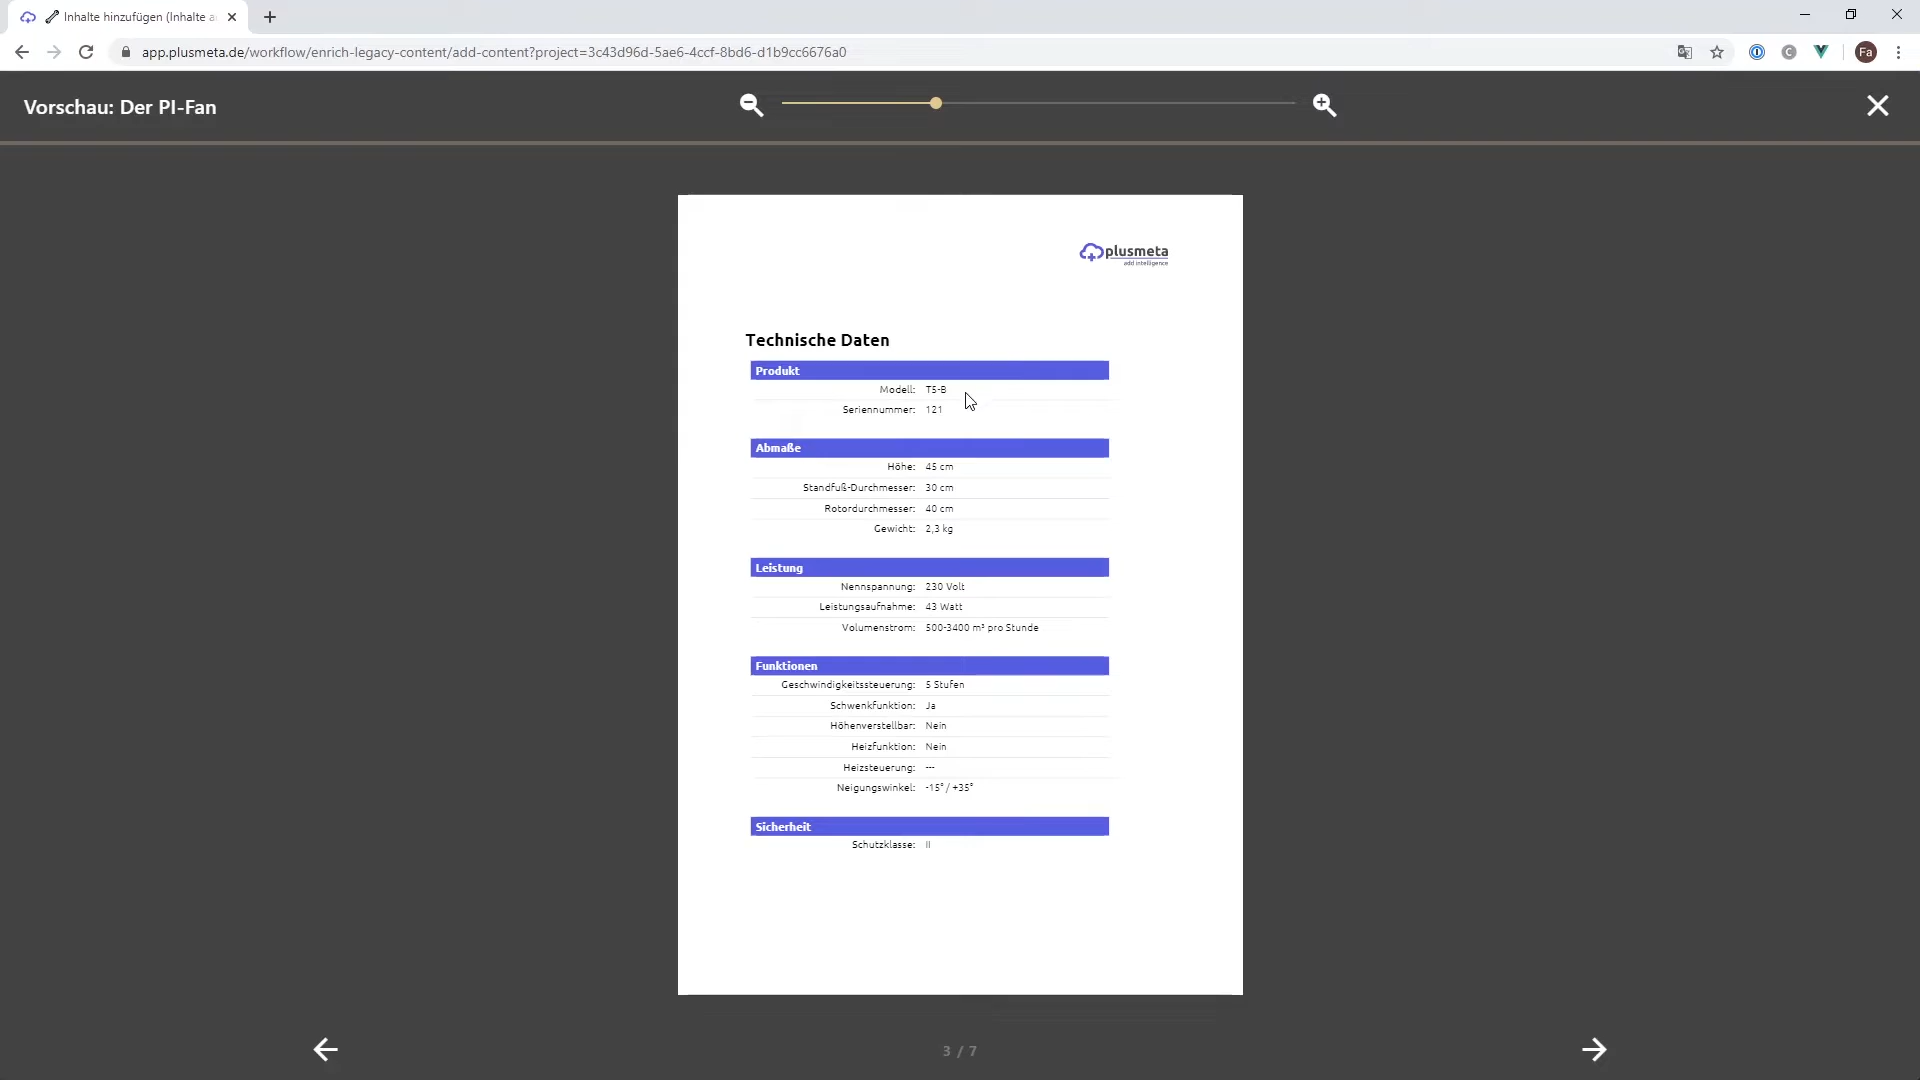 Inhalte hinzufügen (Inhalte a
app.plusmeta.de/workflow/enrich-legacy-content/add-content?project=3c43d96d-5ae6-4ccf-8bd6-d1b9cc6676a0
Fa
Vorschau: Der PI-Fan
plusmeta
add intelligence
Technische Daten
Produkt
Modell: T5-B
Seriennummer: 121
Abmaße
Höhe: 45 cm
Standfuß-Durchmesser: 30 cm
Rotordurchmesser: 40 cm
Gewicht: 2,3 kg
Leistung
Nennspannung: 230 Volt
Leistungsaufnahme: 43 Watt
Volumenstrom: 500-3400 m³ pro Stunde
Funktionen
Geschwindigkeitssteuerung: 5 Stufen
Schwenkfunktion: Ja
Höhenverstellbar: Nein
Heizfunktion: Nein
Heizsteuerung: ---
Neigungswinkel: -15° / +35°
Sicherheit
Schutzklasse: II
3 / 7